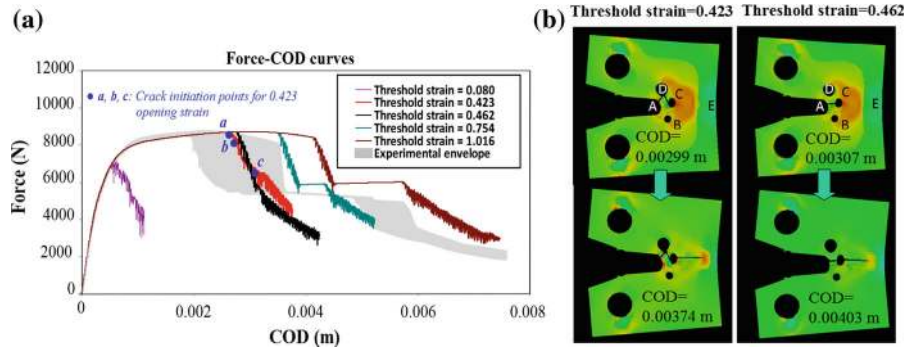 (a)
Force-COD curves
12000
10000
8000
6000
4000
2000
0
Force (N)
a, b, c: Crack initiation points for 0.423
opening strain
a
b
c
Threshold strain = 0.080
Threshold strain = 0.423
Threshold strain = 0.462
Threshold strain = 0.754
Threshold strain = 1.016
Experimental envelope
0 0.002 0.004 0.006 0.008
COD (m)
(b)
Threshold strain=0.423 Threshold strain=0.462
D
C
A
E
B
COD=
0.00299 m
D
C
A
E
B
COD=
0.00307 m
COD=
0.00374 m
COD=
0.00403 m